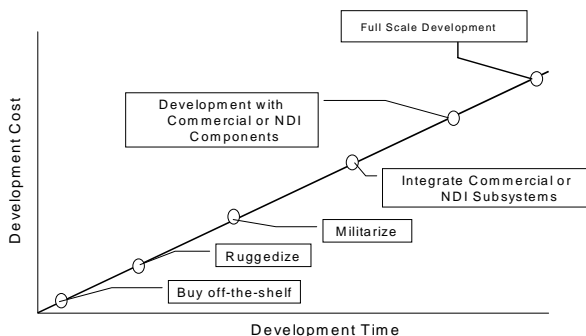 Full Scale Development
Development with
Commercial or NDI
Components
Integrate Commercial or
NDI Subsystems
Militarize
Ruggedize
Buy off-the-shelf
Development Cost
Development Time